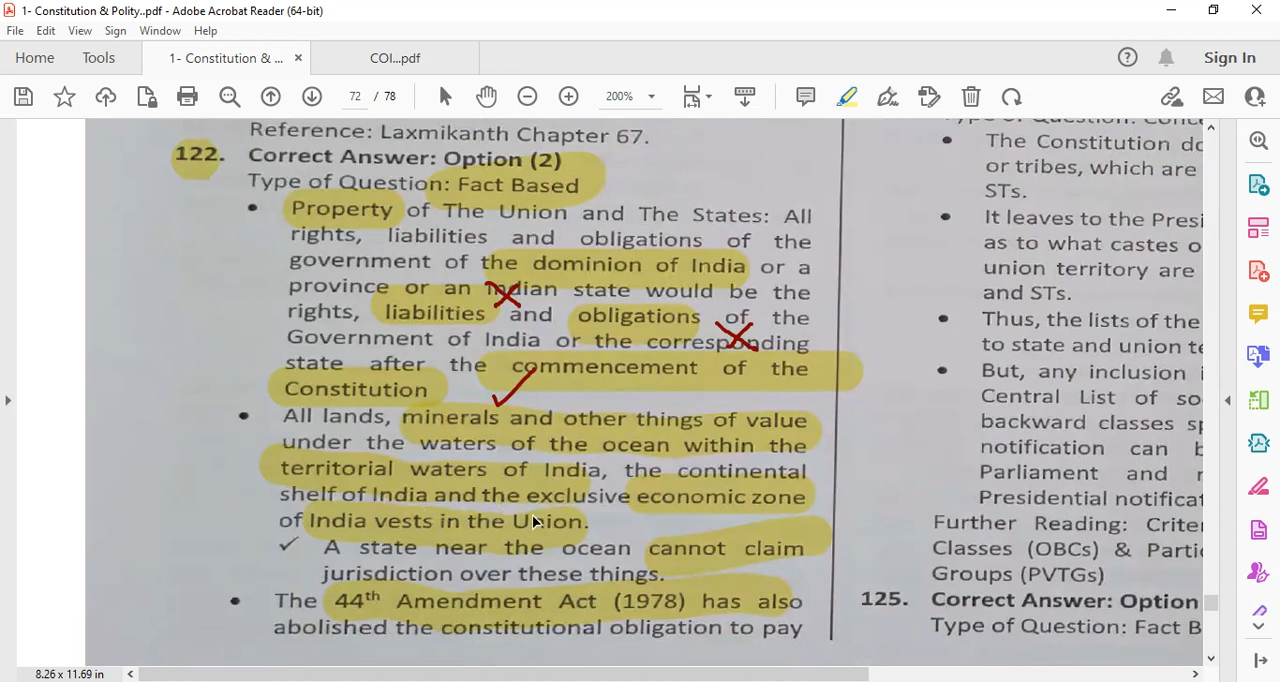 1- Constitution & Polity..pdf - Adobe Acrobat Reader (64-bit)
File Edit View Sign Window Help
Home Tools 1- Constitution & ... × COI...pdf Sign In
72 / 78 200%
Reference: Laxmikanth Chapter 67.
122. Correct Answer: Option (2)
Type of Question: Fact Based
• Property of The Union and The States: All
rights, liabilities and obligations of the
government of the dominion of India or a
province or an Indian state would be the
rights, liabilities and obligations of the
Government of India or the corresponding
state after the commencement of the
Constitution
• All lands, minerals and other things of value
under the waters of the ocean within the
territorial waters of India, the continental
shelf of India and the exclusive economic zone
of India vests in the Union.
✓ A state near the ocean cannot claim
jurisdiction over these things.
• The 44th Amendment Act (1978) has also
abolished the constitutional obligation to pay
• The Constitution do
or tribes, which are
STs.
• It leaves to the Presi
as to what castes o
union territory are
and STs.
• Thus, the lists of the
to state and union te
• But, any inclusion i
Central List of so
backward classes sp
notification can b
Parliament and r
Presidential notificat
Further Reading: Criter
Classes (OBCs) & Partic
Groups (PVTGs)
125. Correct Answer: Option
Type of Question: Fact B
8.26 x 11.69 in